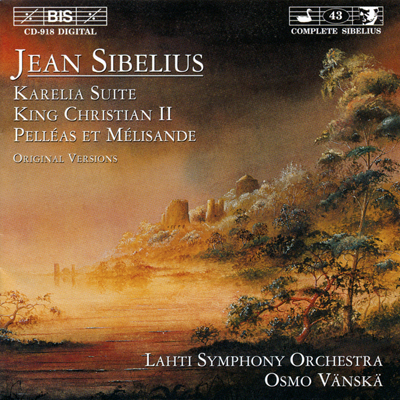 BIS
CD-918 DIGITAL
43
COMPLETE SIBELIUS
JEAN SIBELIUS
KARELIA SUITE
KING CHRISTIAN II
PELLÉAS ET MÉLISANDE
ORIGINAL VERSIONS
LAHTI SYMPHONY ORCHESTRA
OSMO VÄNSKÄ